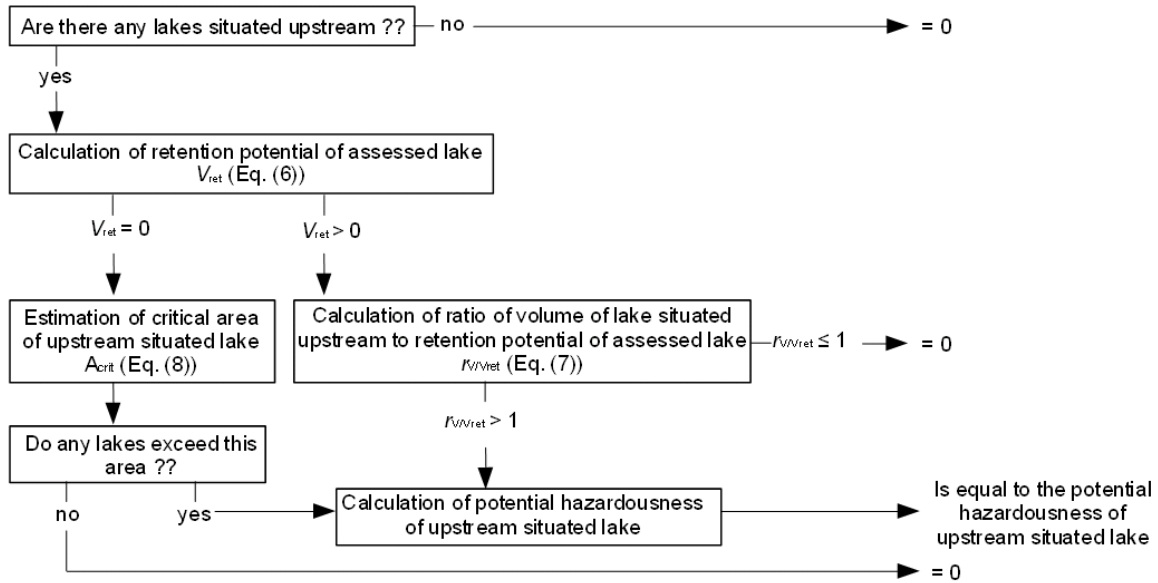 Are there any lakes situated upstream ??
no
= 0
yes
Calculation of retention potential of assessed lake
Vret (Eq. (6))
Vret = 0
Vret > 0
Estimation of critical area
of upstream situated lake
Acrit (Eq. (8))
Calculation of ratio of volume of lake situated
upstream to retention potential of assessed lake
rV/Vret (Eq. (7))
rV/Vret ≤ 1
= 0
rV/Vret > 1
Do any lakes exceed this
area ??
no
yes
Calculation of potential hazardousness
of upstream situated lake
Is equal to the potential
hazardousness of
upstream situated lake
= 0